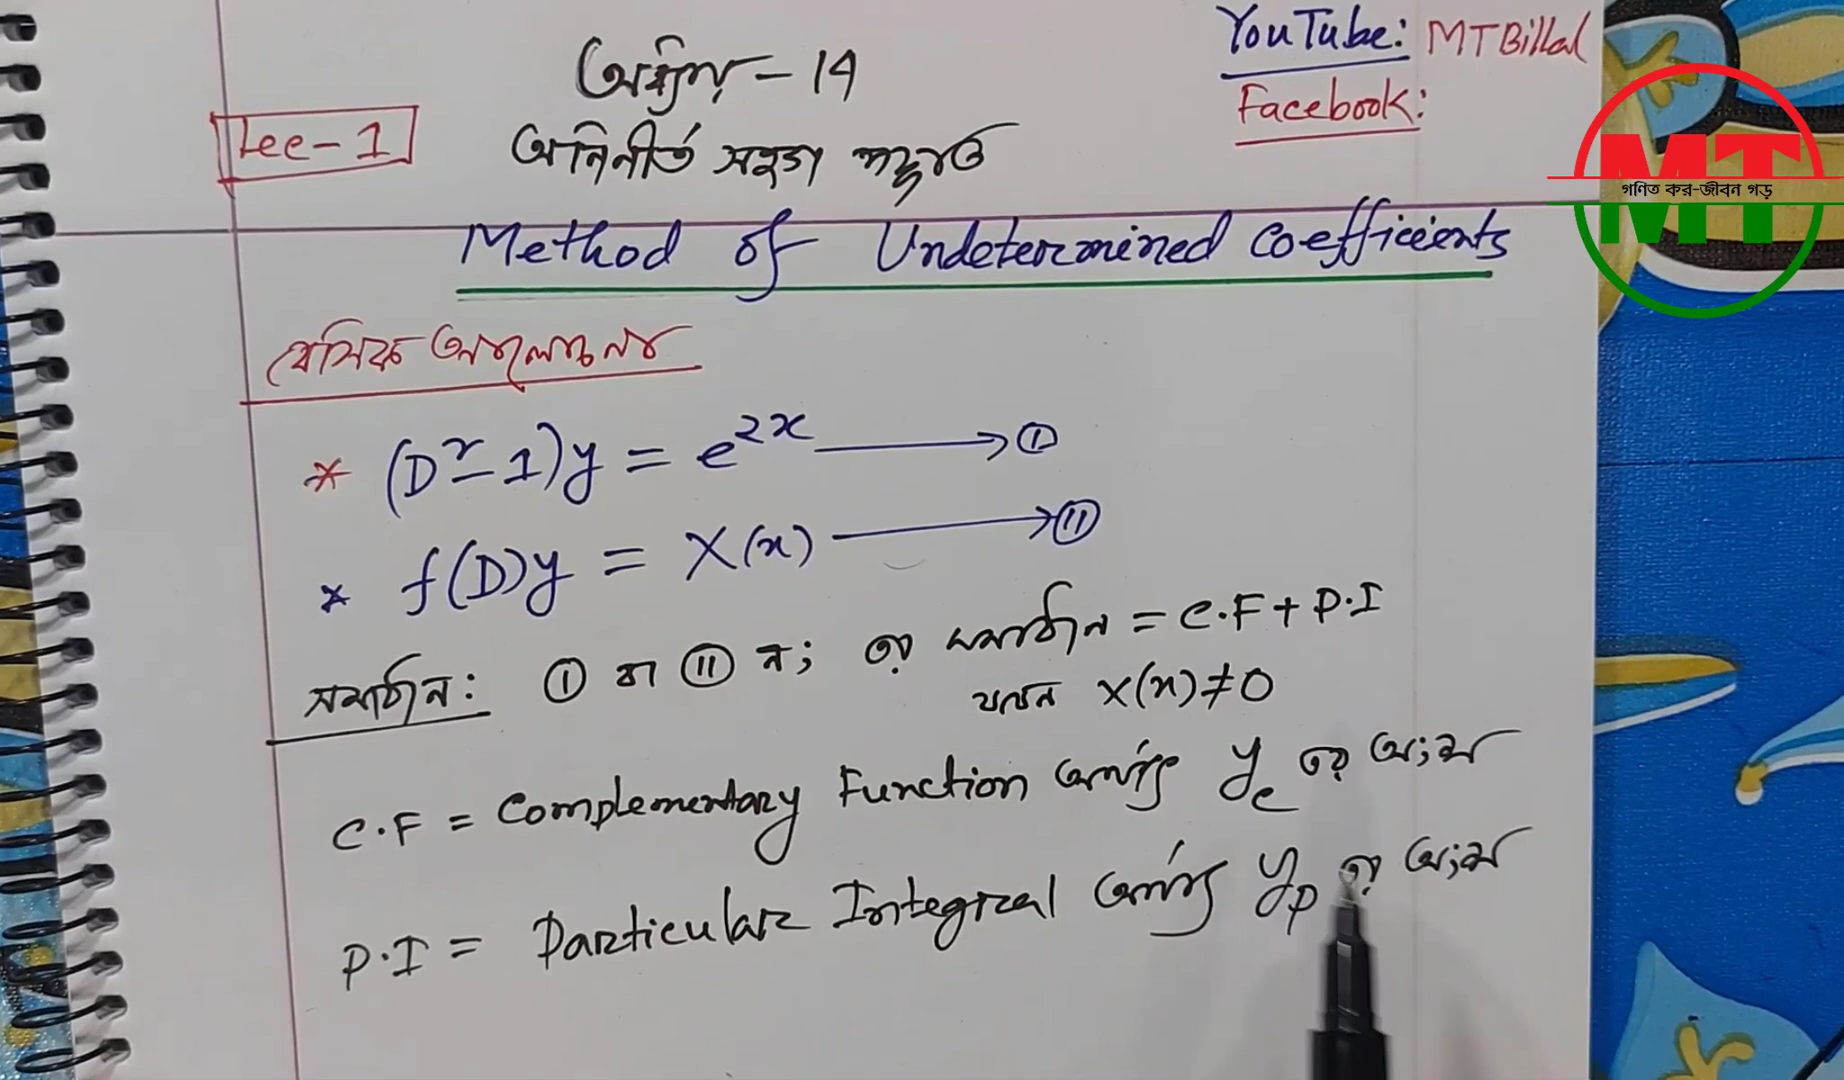 অধ্যায় - 14
YouTube: MTBillal
Facebook:
Lec-1
অনির্নীত সহগ পদ্ধতি
MT
গণিত কর-জীবন গড়
Method of Undetermined Coefficients
বেসিক আলোচনা
* (D²-1)y = e^{2x} → (I)
* f(D)y = X(x) → (II)
সমাধান: (I) বা (II) নং এর সমাধান = C.F + P.I
যখন X(x) ≠ 0
C.F = Complementary Function অর্থাৎ y_c এর অংশ
P.I = Particular Integral অর্থাৎ y_p এর অংশ